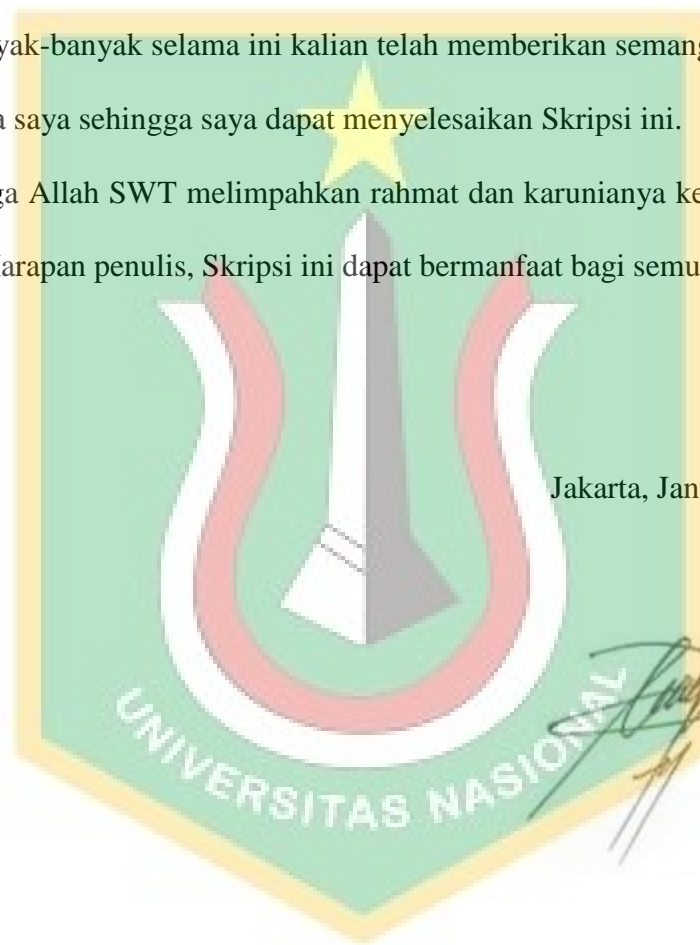 yak-banyak selama ini kalian telah memberikan semang
a saya sehingga saya dapat menyelesaikan Skripsi ini.
ga Allah SWT melimpahkan rahmat dan karunianya ke
arapan penulis, Skripsi ini dapat bermanfaat bagi semu
Jakarta, Jan
UNIVERSITAS NASIONAL